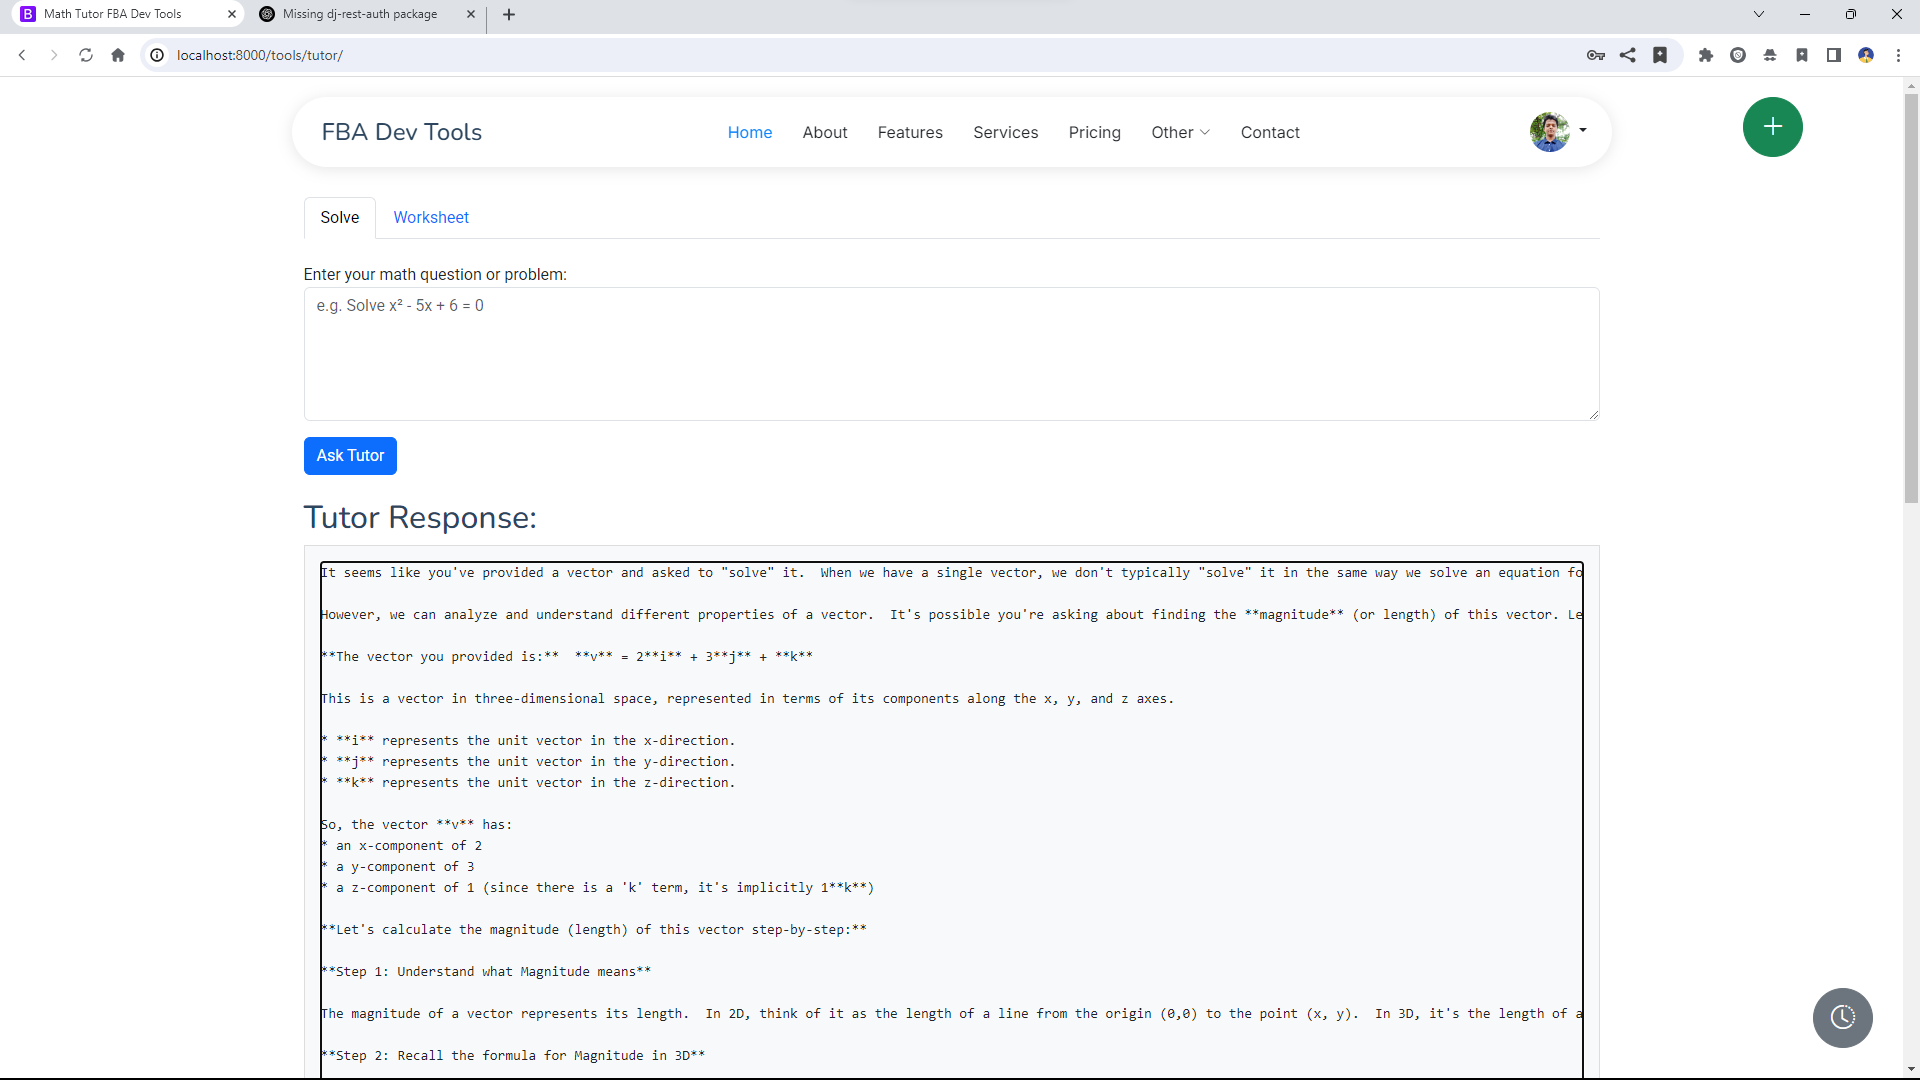 Math Tutor FBA Dev Tools
Missing dj-rest-auth package
localhost:8000/tools/tutor/
FBA Dev Tools
Home About Features Services Pricing Other Contact
Solve Worksheet
Enter your math question or problem:
e.g. Solve x² - 5x + 6 = 0
Ask Tutor
Tutor Response:
It seems like you've provided a vector and asked to "solve" it.  When we have a single vector, we don't typically "solve" it in the same way we solve an equation fo
However, we can analyze and understand different properties of a vector.  It's possible you're asking about finding the **magnitude** (or length) of this vector. Le
**The vector you provided is:**  **v** = 2**i** + 3**j** + **k**
This is a vector in three-dimensional space, represented in terms of its components along the x, y, and z axes.
* **i** represents the unit vector in the x-direction.
* **j** represents the unit vector in the y-direction.
* **k** represents the unit vector in the z-direction.
So, the vector **v** has:
* an x-component of 2
* a y-component of 3
* a z-component of 1 (since there is a 'k' term, it's implicitly 1**k**)
**Let's calculate the magnitude (length) of this vector step-by-step:**
**Step 1: Understand what Magnitude means**
The magnitude of a vector represents its length.  In 2D, think of it as the length of a line from the origin (0,0) to the point (x, y).  In 3D, it's the length of a
**Step 2: Recall the formula for Magnitude in 3D**